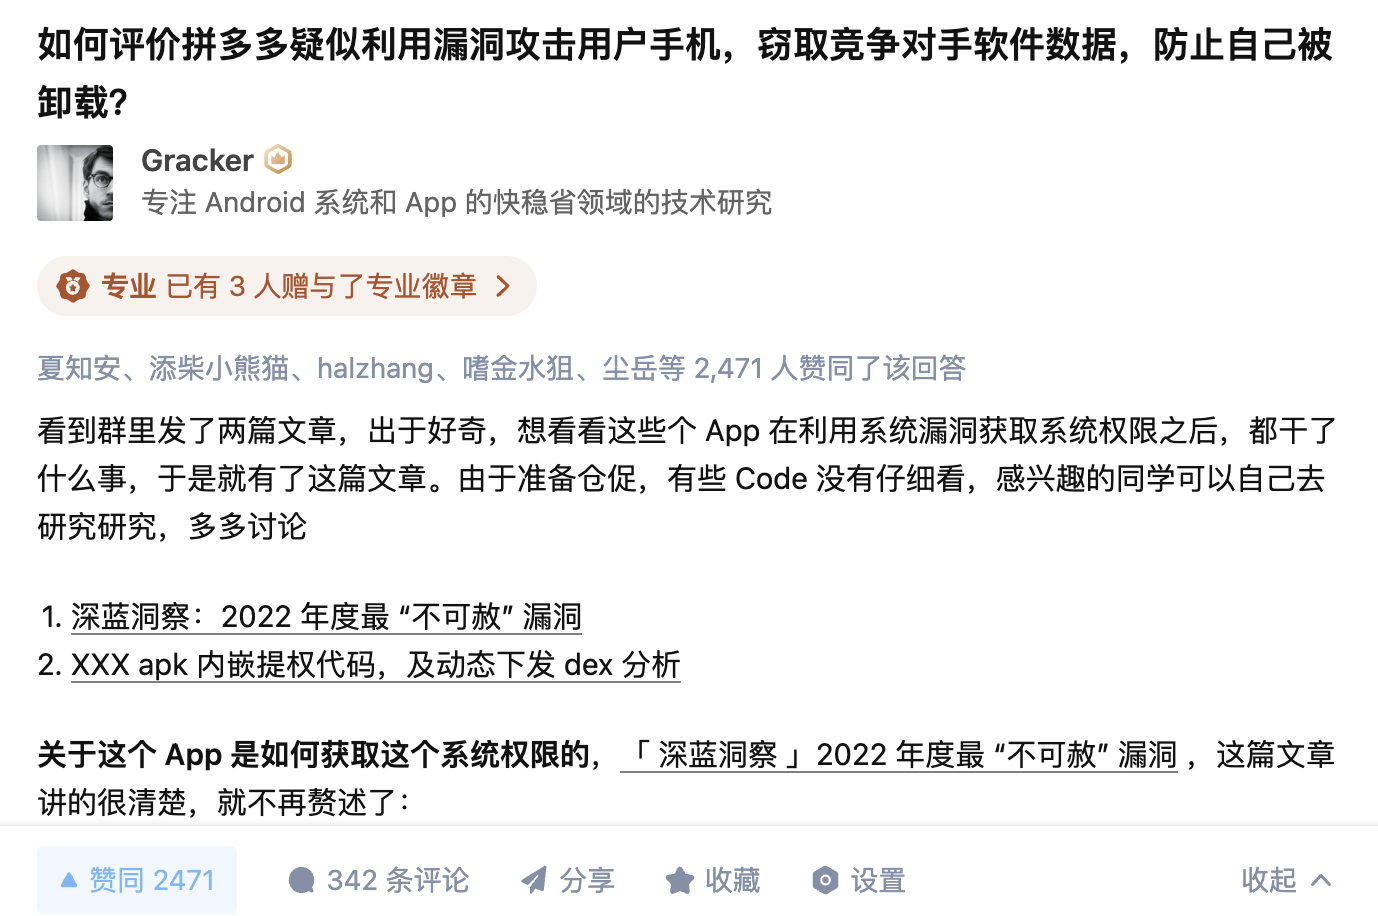 如何评价拼多多疑似利用漏洞攻击用户手机，窃取竞争对手软件数据，防止自己被
卸载？
Gracker
专注 Android 系统和 App 的快稳省领域的技术研究
专业 已有 3 人赠与了专业徽章
夏知安、添柴小熊猫、halzhang、嗜金水狙、尘岳等 2,471 人赞同了该回答
看到群里发了两篇文章，出于好奇，想看看这些个 App 在利用系统漏洞获取系统权限之后，都干了
什么事，于是就有了这篇文章。由于准备仓促，有些 Code 没有仔细看，感兴趣的同学可以自己去
研究研究，多多讨论
1. 深蓝洞察：2022 年度最 “不可赦” 漏洞
2. XXX apk 内嵌提权代码，及动态下发 dex 分析
关于这个 App 是如何获取这个系统权限的，「 深蓝洞察 」2022 年度最 “不可赦” 漏洞 ，这篇文章
讲的很清楚，就不再赘述了：
赞同 2471 342 条评论 分享 收藏 设置 收起